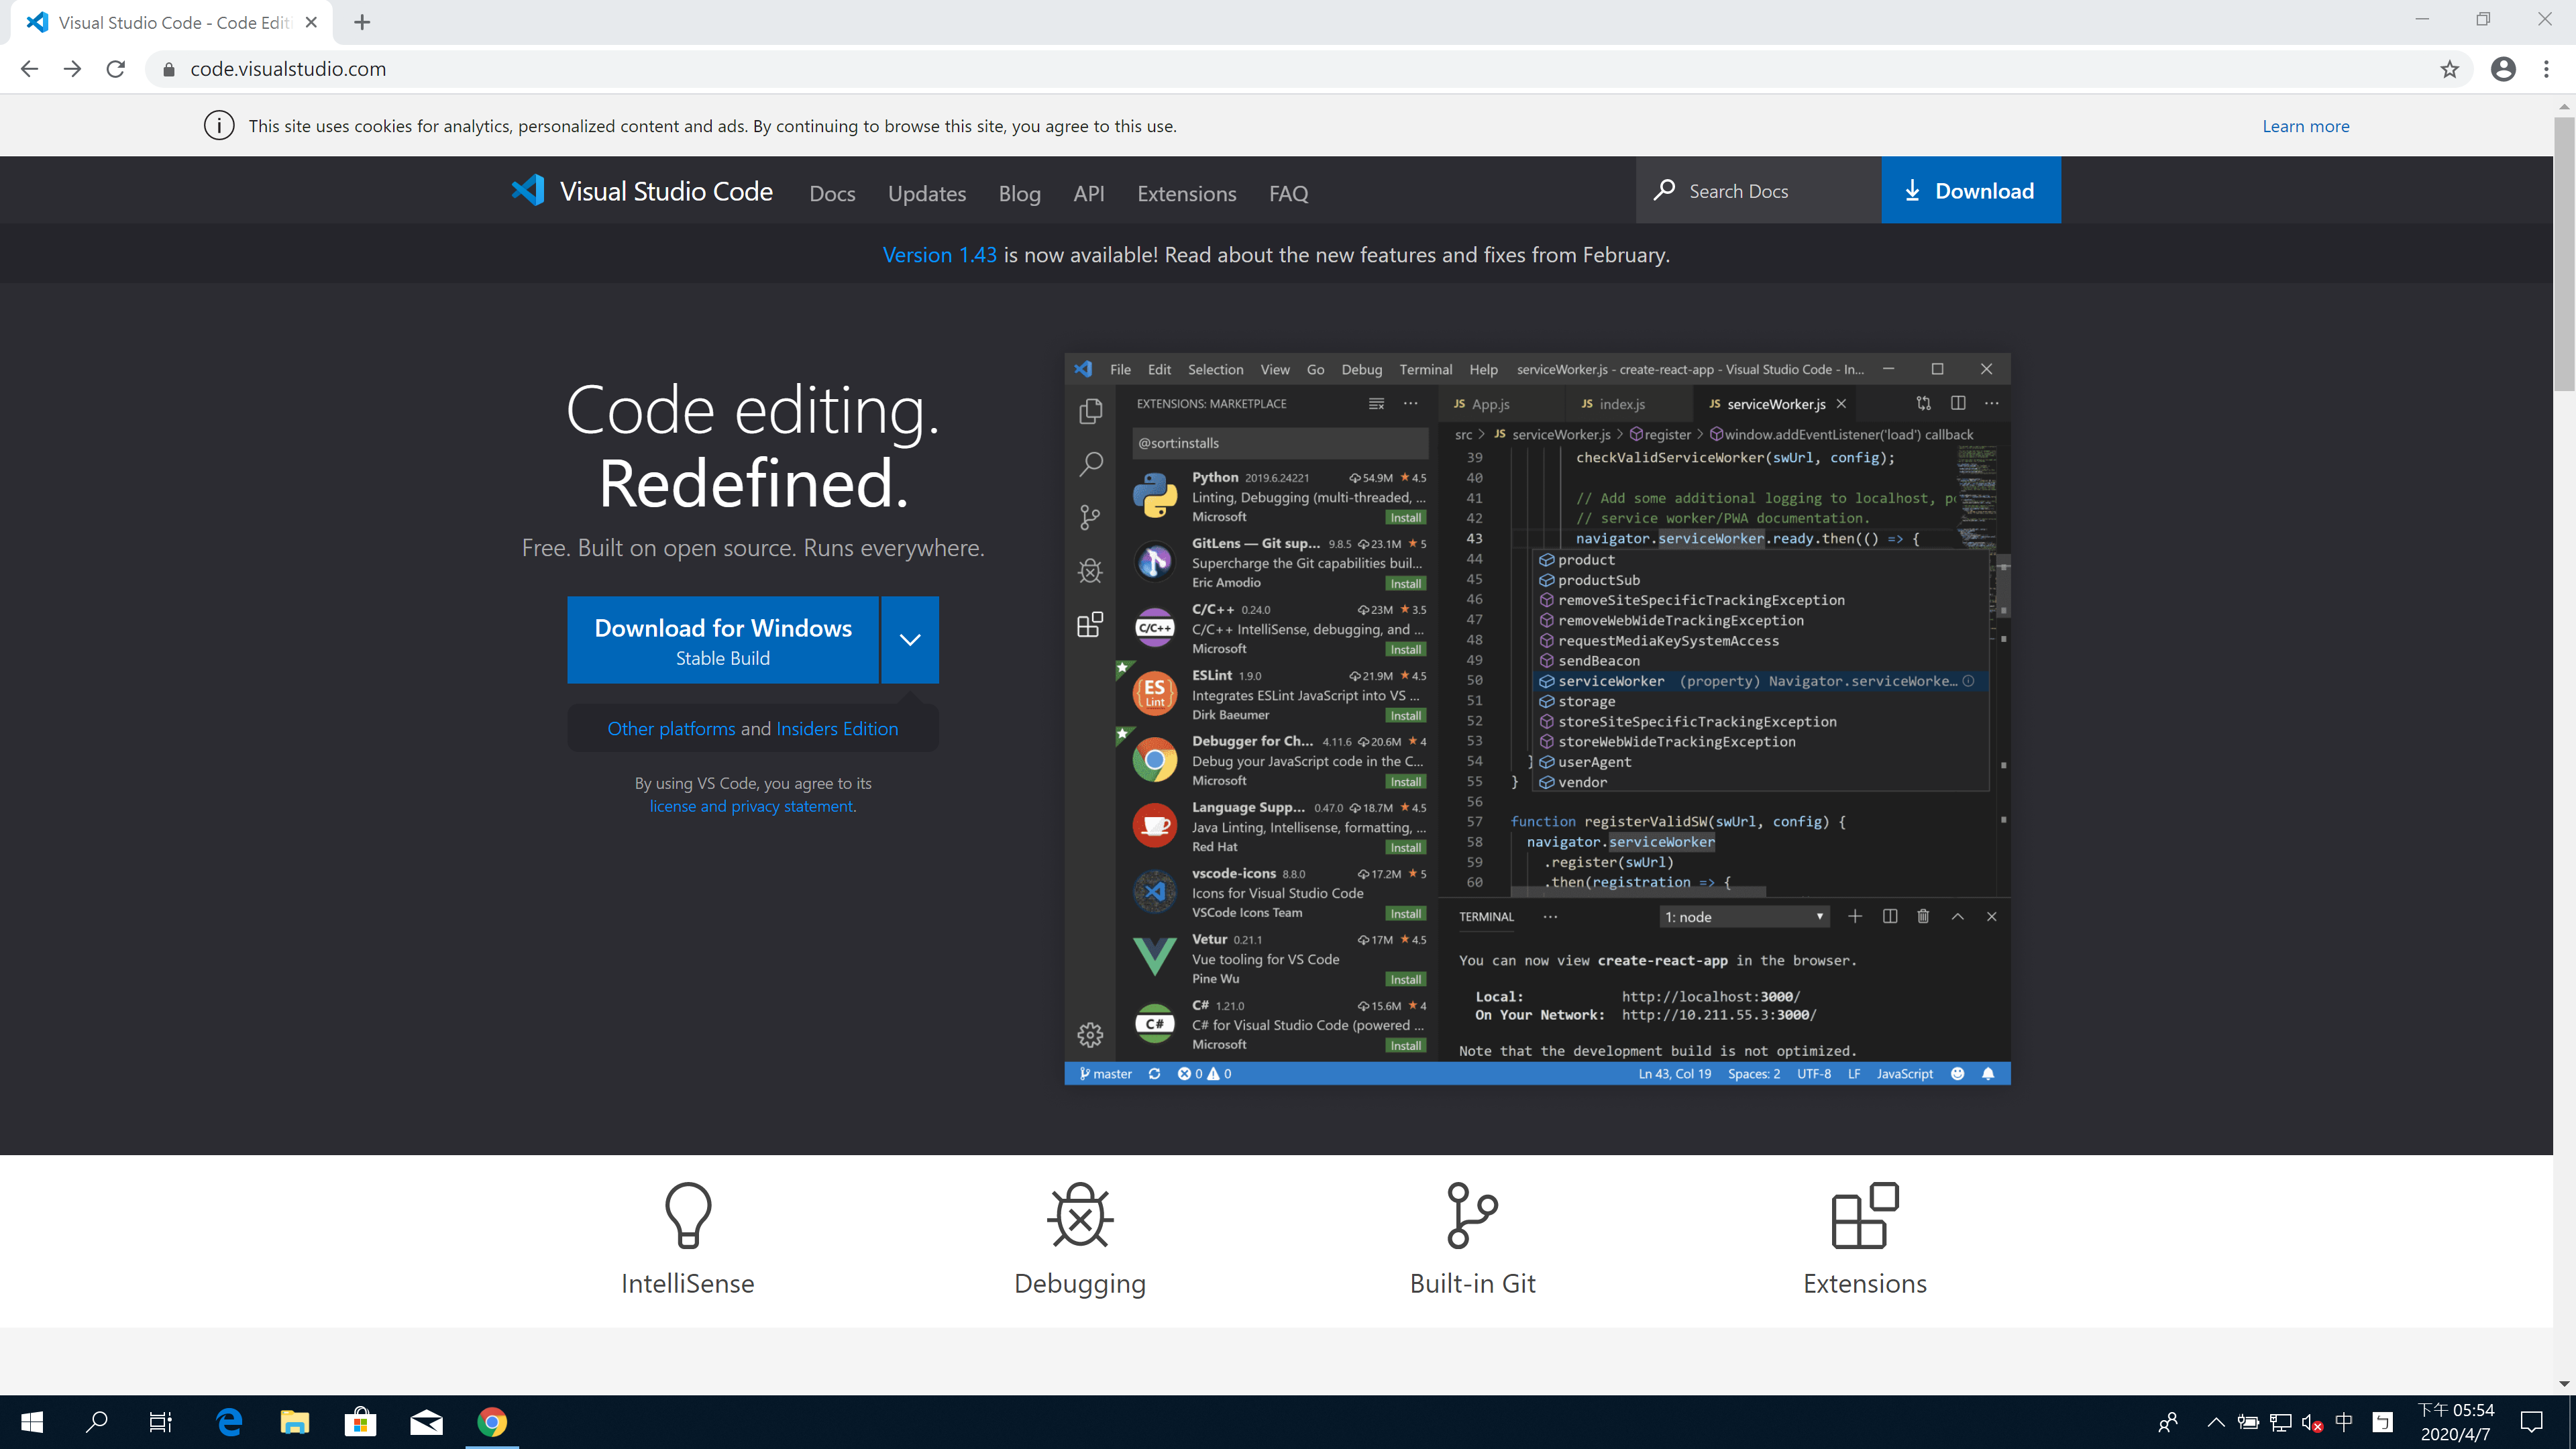 Visual Studio Code - Code Editi
code.visualstudio.com
This site uses cookies for analytics, personalized content and ads. By continuing to browse this site, you agree to this use.
Learn more
Visual Studio Code
Docs
Updates
Blog
API
Extensions
FAQ
Search Docs
Download
Version 1.43 is now available! Read about the new features and fixes from February.
Code editing.
Redefined.
Free. Built on open source. Runs everywhere.
Download for Windows
Stable Build
Other platforms and Insiders Edition
By using VS Code, you agree to its
license and privacy statement.
File Edit Selection View Go Debug Terminal Help serviceWorker.js - create-react-app - Visual Studio Code - In...
EXTENSIONS: MARKETPLACE
@sort:installs
Python 2019.6.24221 54.9M 4.5
Linting, Debugging (multi-threaded, ...
Microsoft Install
GitLens — Git sup... 9.8.5 23.1M 5
Supercharge the Git capabilities buil...
Eric Amodio Install
C/C++
C/C++ 0.24.0 23M 3.5
C/C++ IntelliSense, debugging, and ...
Microsoft Install
ES
Lint
ESLint 1.9.0 21.9M 4.5
Integrates ESLint JavaScript into VS ...
Dirk Baeumer Install
Debugger for Ch... 4.11.6 20.6M 4
Debug your JavaScript code in the C...
Microsoft Install
Language Supp... 0.47.0 18.7M 4.5
Java Linting, Intellisense, formatting, ...
Red Hat Install
vscode-icons 8.8.0 17.2M 5
Icons for Visual Studio Code
VSCode Icons Team Install
Vetur 0.21.1 17M 4.5
Vue tooling for VS Code
Pine Wu Install
C#
C# 1.21.0 15.6M 4
C# for Visual Studio Code (powered ...
Microsoft Install
JS App.js
JS index.js
JS serviceWorker.js
src > JS serviceWorker.js > register > window.addEventListener('load') callback
39 checkValidServiceWorker(swUrl, config);
40
41 // Add some additional logging to localhost, po
42 // service worker/PWA documentation.
43 navigator.serviceWorker.ready.then(() => {
44 product
45 productSub
46 removeSiteSpecificTrackingException
47 removeWebWideTrackingException
48 requestMediaKeySystemAccess
49 sendBeacon
50 serviceWorker (property) Navigator.serviceWorke...
51 storage
52 storeSiteSpecificTrackingException
53 storeWebWideTrackingException
54 } userAgent
55 } vendor
56
57 function registerValidSW(swUrl, config) {
58 navigator.serviceWorker
59 .register(swUrl)
60 .then(registration => {
TERMINAL ... 1: node
You can now view create-react-app in the browser.
Local: http://localhost:3000/
On Your Network: http://10.211.55.3:3000/
Note that the development build is not optimized.
master 0 0 Ln 43, Col 19 Spaces: 2 UTF-8 LF JavaScript
IntelliSense
Debugging
Built-in Git
Extensions
中
ㄅ
下午 05:54
2020/4/7